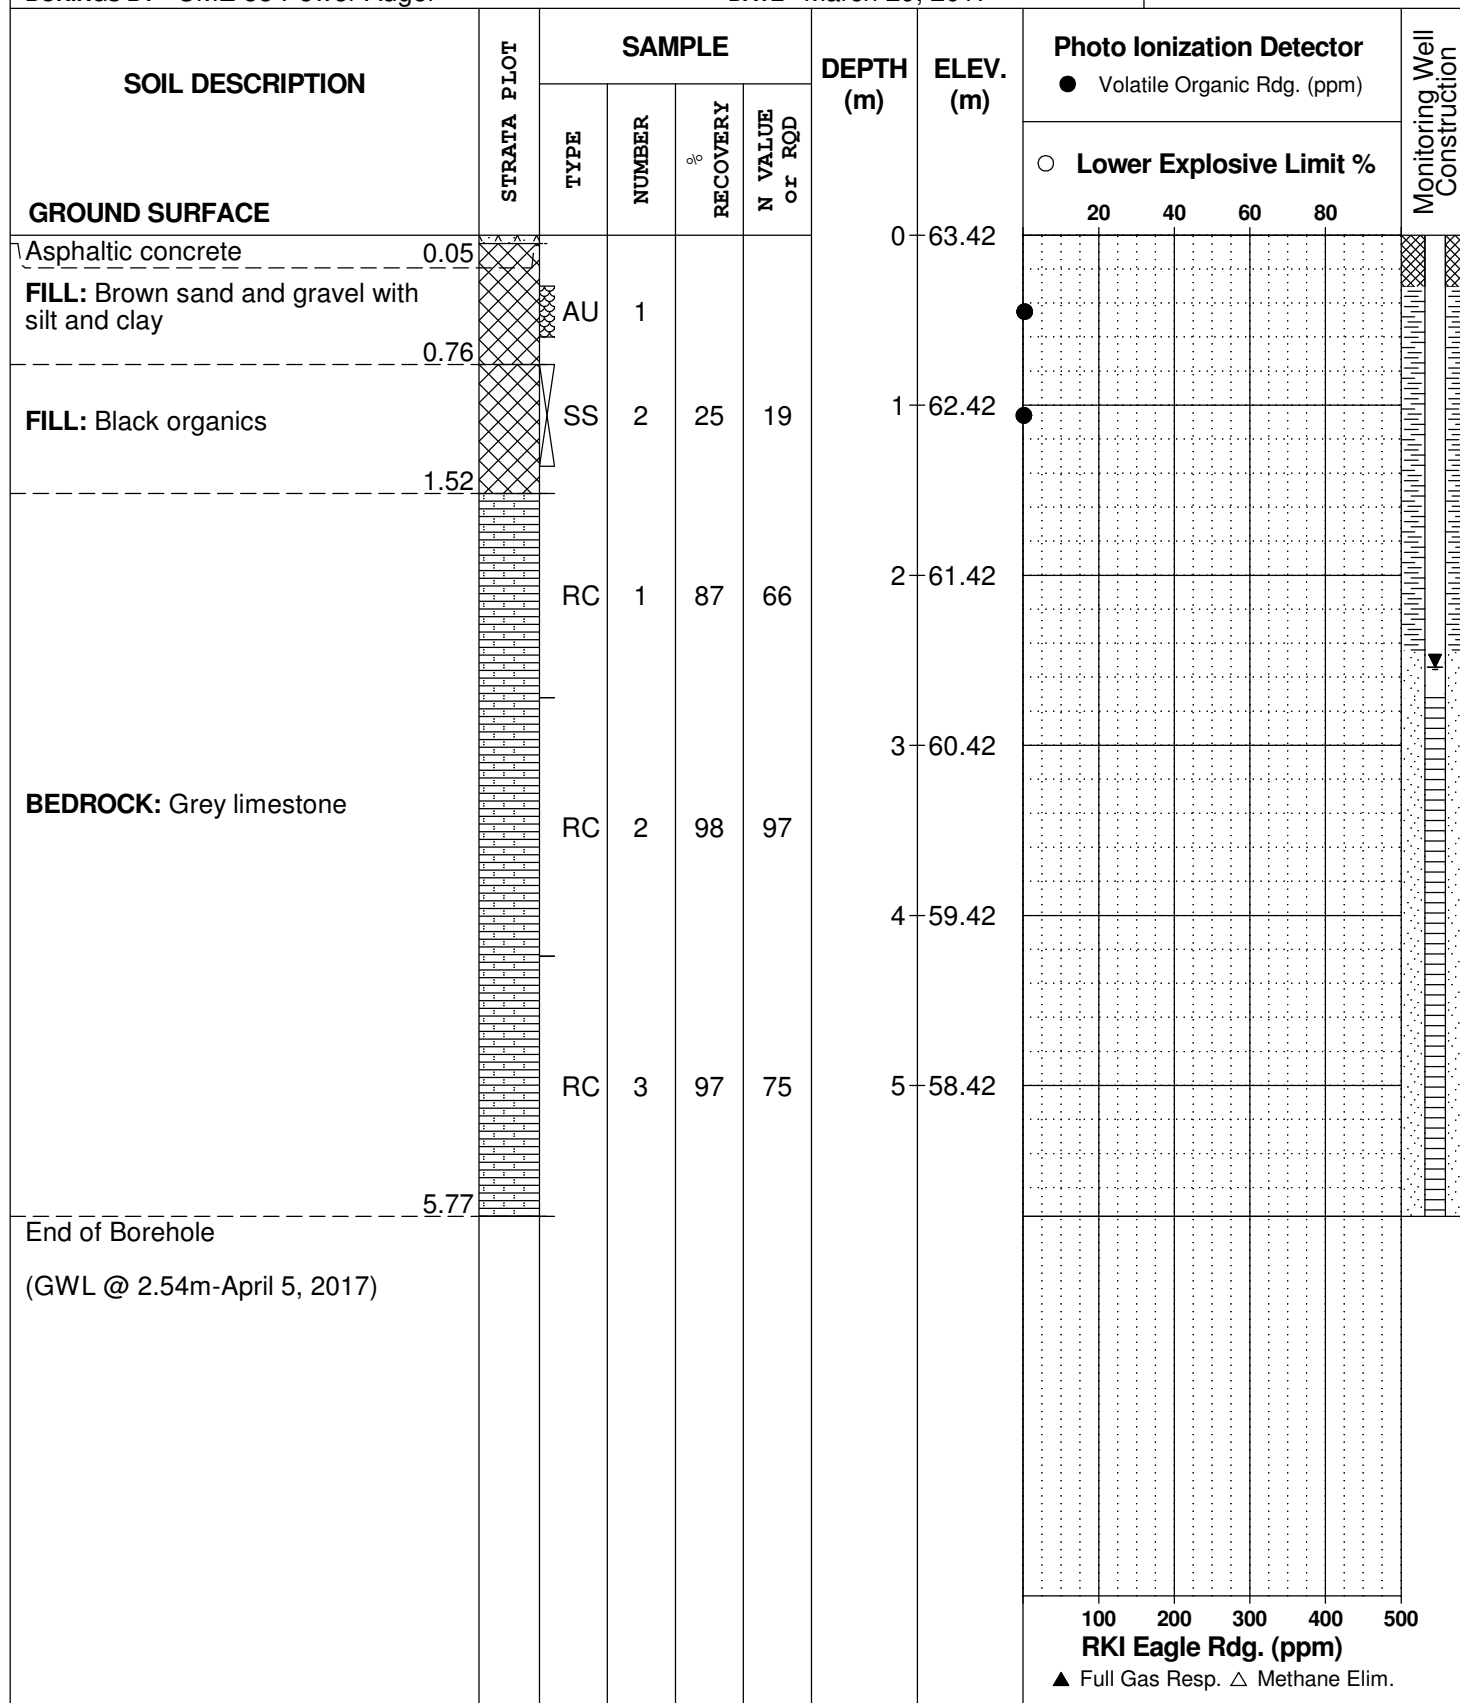 SOIL DESCRIPTION
GROUND SURFACE
STRATA PLOT
SAMPLE
TYPE
NUMBER
% RECOVERY
N VALUE or RQD
DEPTH (m)
ELEV. (m)
Photo Ionization Detector
● Volatile Organic Rdg. (ppm)
○ Lower Explosive Limit %
20 40 60 80
Monitoring Well Construction
0 63.42
Asphaltic concrete 0.05
FILL: Brown sand and gravel with
silt and clay
AU 1
0.76
1 62.42
FILL: Black organics
SS 2 25 19
1.52
2 61.42
RC 1 87 66
3 60.42
BEDROCK: Grey limestone
RC 2 98 97
4 59.42
RC 3 97 75
5 58.42
5.77
End of Borehole
(GWL @ 2.54m-April 5, 2017)
100 200 300 400 500
RKI Eagle Rdg. (ppm)
▲ Full Gas Resp. △ Methane Elim.